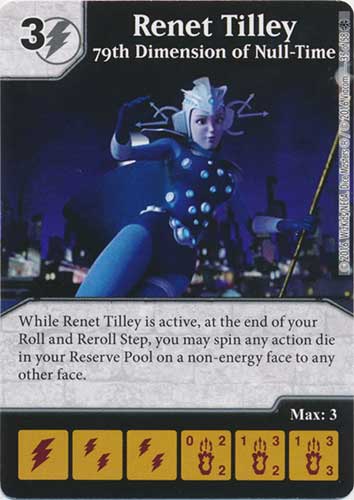 3
Renet Tilley
79th Dimension of Null-Time
While Renet Tilley is active, at the end of your
Roll and Reroll Step, you may spin any action die
in your Reserve Pool on a non-energy face to any
other face.
Max: 3
0 2 2
1 3 2
1 3 3